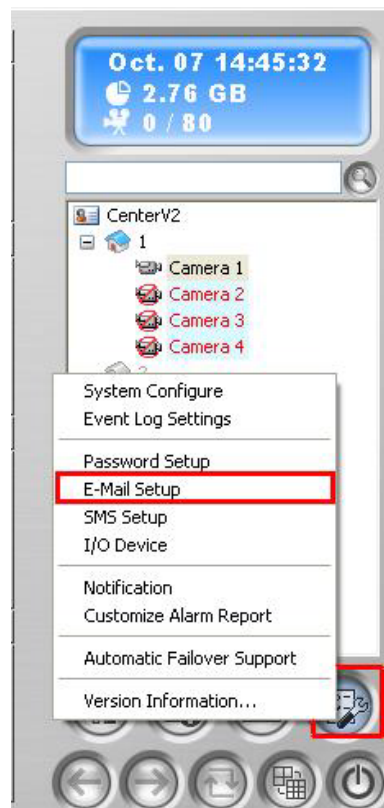 Oct. 07 14:45:32
2.76 GB
0 / 80
CenterV2
1
Camera 1
Camera 2
Camera 3
Camera 4
System Configure
Event Log Settings
Password Setup
E-Mail Setup
SMS Setup
I/O Device
Notification
Customize Alarm Report
Automatic Failover Support
Version Information...